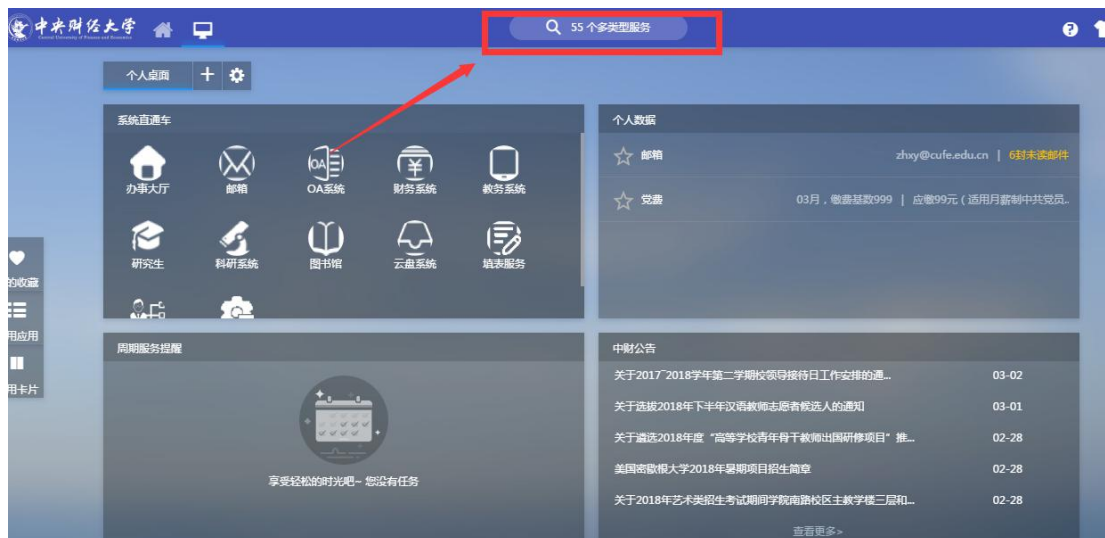 中央财经大学
Central University of Finance and Economics
55 个多类型服务
个人桌面
系统直通车
办事大厅
邮箱
OA
OA系统
财务系统
教务系统
研究生
科研系统
图书馆
云盘系统
填表服务
个人数据
邮箱
zhxy@cufe.edu.cn | 6封未读邮件
党费
03月，缴费基数999 | 应缴99元 ( 适用月薪制中共党员..
的收藏
用应用
用卡片
周期服务提醒
享受轻松的时光吧~ 您没有任务
中财公告
关于2017~2018学年第二学期校领导接待日工作安排的通... 03-02
关于选拔2018年下半年汉语教师志愿者候选人的通知 03-01
关于遴选2018年度“高等学校青年骨干教师出国研修项目”推... 02-28
美国密歇根大学2018年暑期项目招生简章 02-28
关于2018年艺术类招生考试期间学院南路校区主教学楼三层和... 02-28
查看更多>